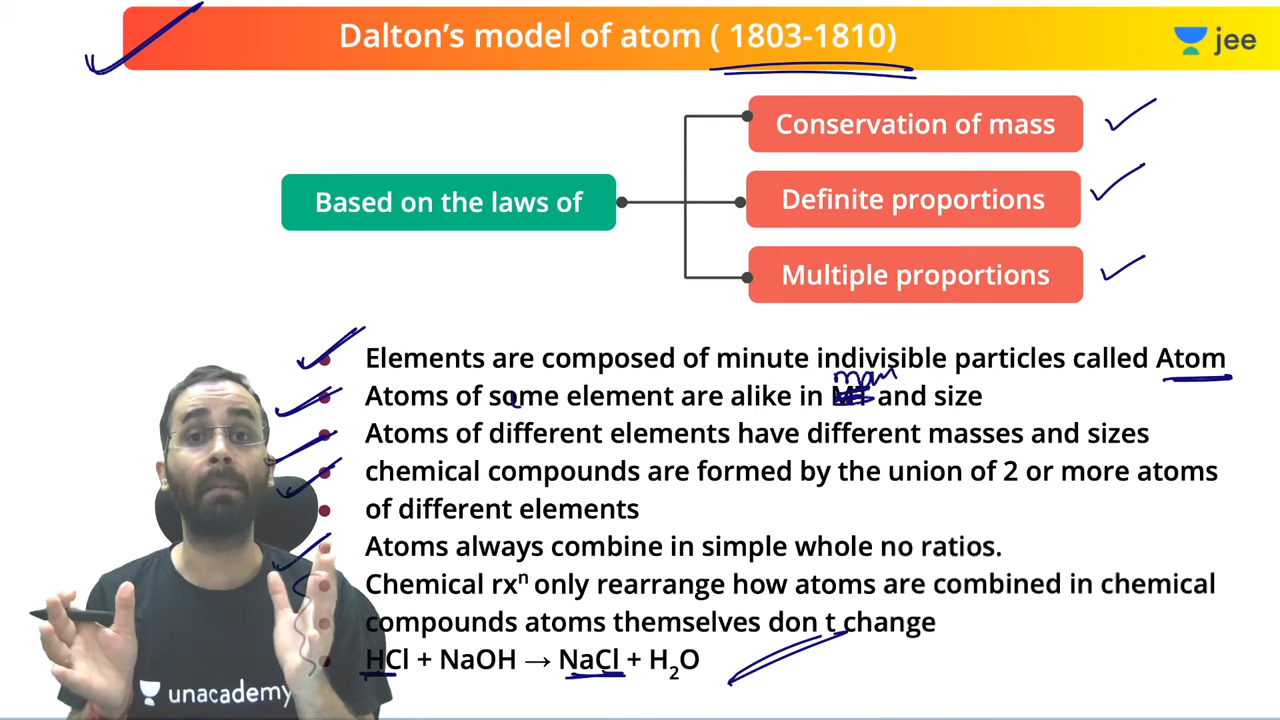 Dalton's model of atom ( 1803-1810)
jee
Conservation of mass
Based on the laws of
Definite proportions
Multiple proportions
Elements are composed of minute indivisible particles called Atom
mass
Atoms of some element are alike in and size
Atoms of different elements have different masses and sizes
chemical compounds are formed by the union of 2 or more atoms
of different elements
Atoms always combine in simple whole no ratios.
Chemical rxⁿ only rearrange how atoms are combined in chemical
compounds atoms themselves don t change
HCl + NaOH → NaCl + H₂O
unacademy